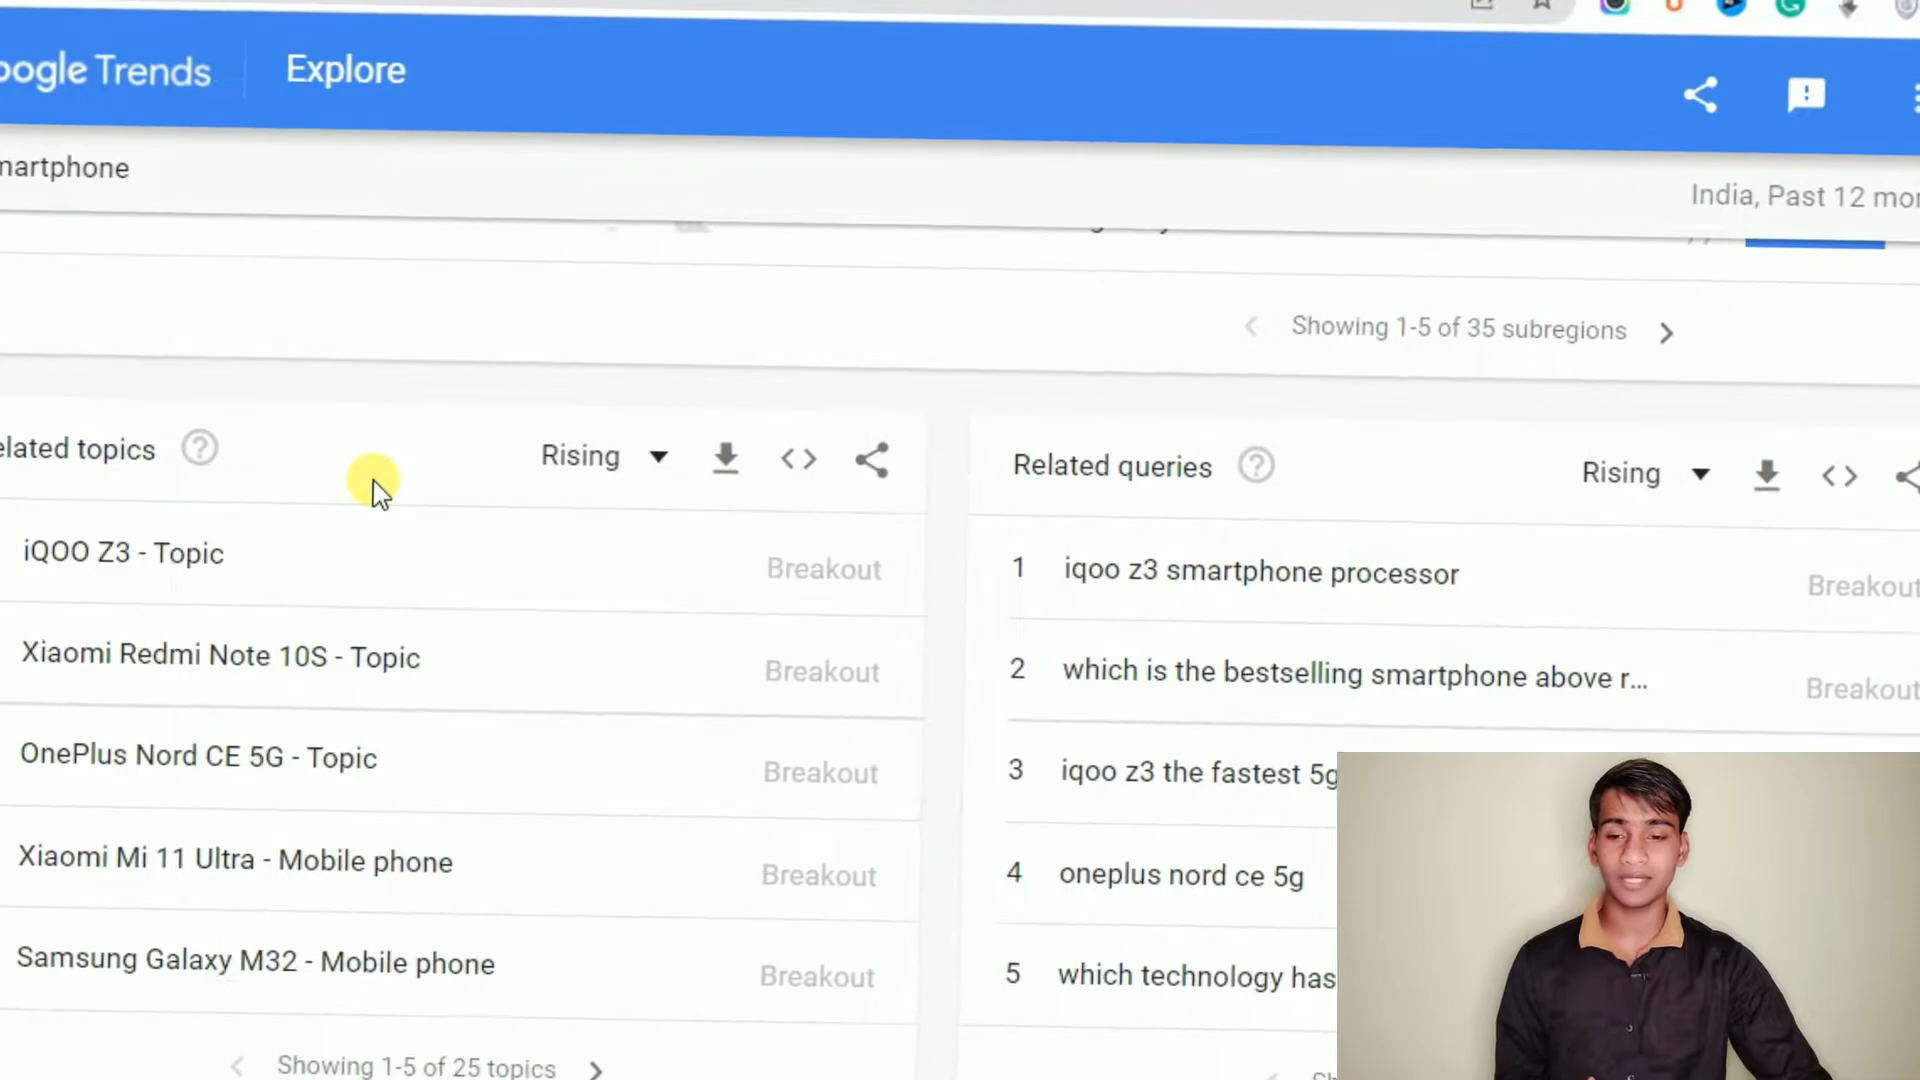 oogle Trends
Explore
martphone
India, Past 12 mo
Showing 1-5 of 35 subregions
elated topics
Rising
iQOO Z3 - Topic
Breakout
Xiaomi Redmi Note 10S - Topic
Breakout
OnePlus Nord CE 5G - Topic
Breakout
Xiaomi Mi 11 Ultra - Mobile phone
Breakout
Samsung Galaxy M32 - Mobile phone
Breakout
Showing 1-5 of 25 topics
Related queries
Rising
1 iqoo z3 smartphone processor
Breakout
2 which is the bestselling smartphone above r...
Breakout
3 iqoo z3 the fastest 5g
4 oneplus nord ce 5g
5 which technology has